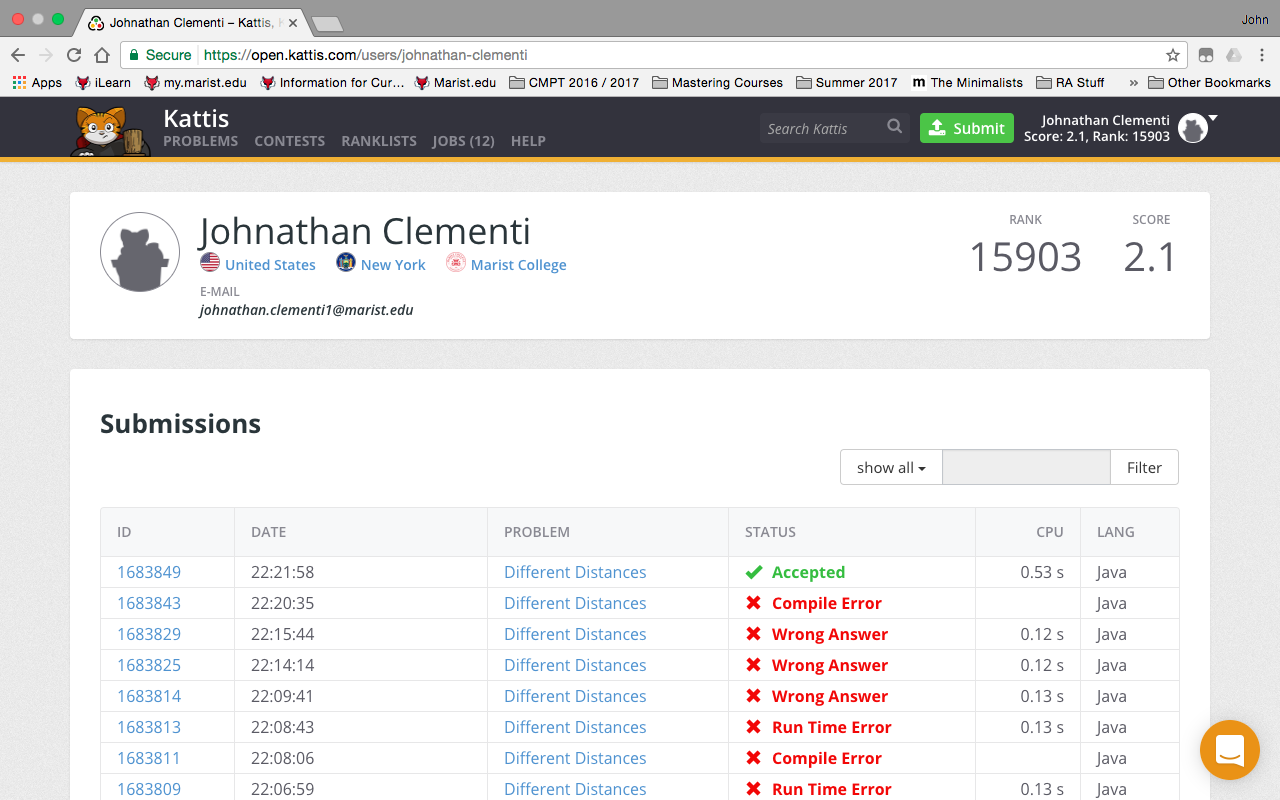 Johnathan Clementi – Kattis,
John
Secure https://open.kattis.com/users/johnathan-clementi
Apps iLearn my.marist.edu Information for Cur... Marist.edu CMPT 2016 / 2017 Mastering Courses Summer 2017 m The Minimalists RA Stuff » Other Bookmarks
Kattis
PROBLEMS CONTESTS RANKLISTS JOBS (12) HELP
Search Kattis
Submit
Johnathan Clementi
Score: 2.1, Rank: 15903
Johnathan Clementi
United States New York Marist College
E-MAIL
johnathan.clementi1@marist.edu
RANK SCORE
15903 2.1
Submissions
show all Filter
ID DATE PROBLEM STATUS CPU LANG
1683849 22:21:58 Different Distances Accepted 0.53 s Java
1683843 22:20:35 Different Distances Compile Error Java
1683829 22:15:44 Different Distances Wrong Answer 0.12 s Java
1683825 22:14:14 Different Distances Wrong Answer 0.12 s Java
1683814 22:09:41 Different Distances Wrong Answer 0.13 s Java
1683813 22:08:43 Different Distances Run Time Error 0.13 s Java
1683811 22:08:06 Different Distances Compile Error Java
1683809 22:06:59 Different Distances Run Time Error 0.13 s Java